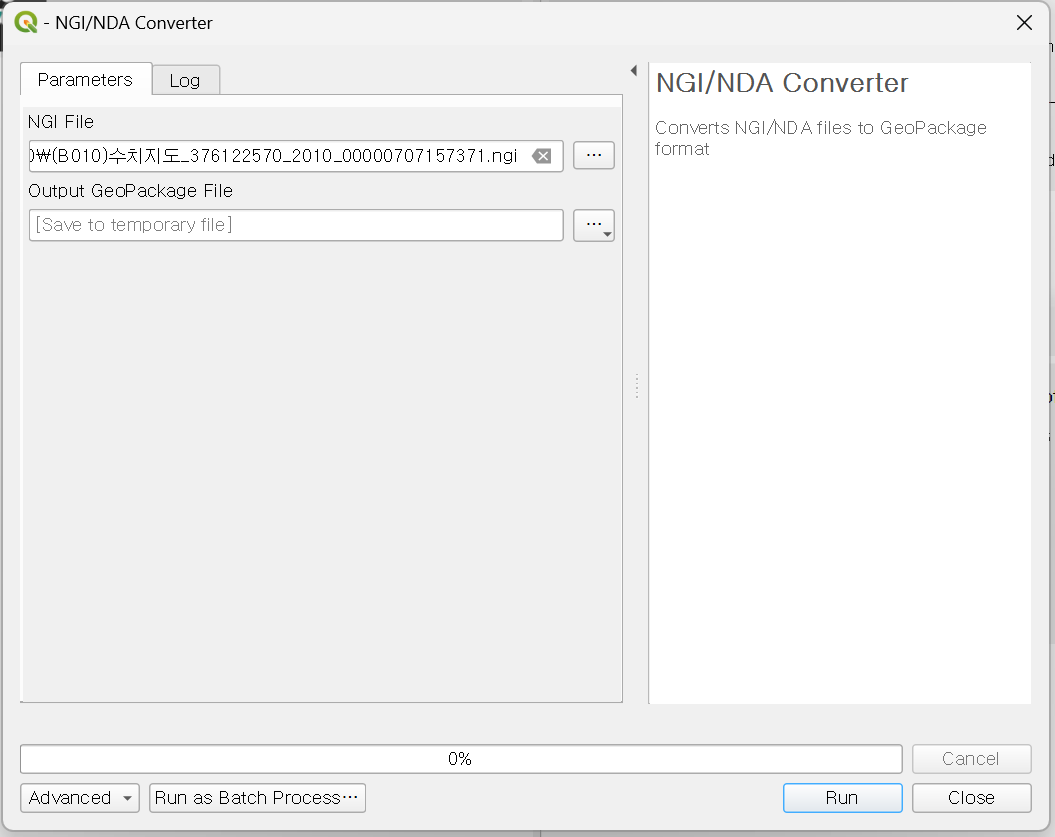 - NGI/NDA Converter
Parameters
Log
NGI File
)₩(B010)수치지도_376122570_2010_00000707157371.ngi
...
Output GeoPackage File
[Save to temporary file]
...
NGI/NDA Converter
Converts NGI/NDA files to GeoPackage
format
0%
Cancel
Advanced
Run as Batch Process…
Run
Close